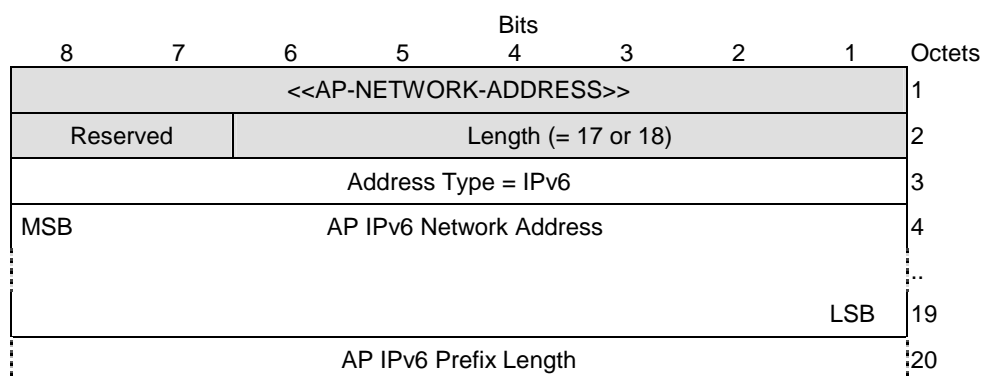 Bits
8 7 6 5 4 3 2 1 Octets
<<AP-NETWORK-ADDRESS>> 1
Reserved Length (= 17 or 18) 2
Address Type = IPv6 3
MSB AP IPv6 Network Address 4
..
LSB 19
AP IPv6 Prefix Length 20